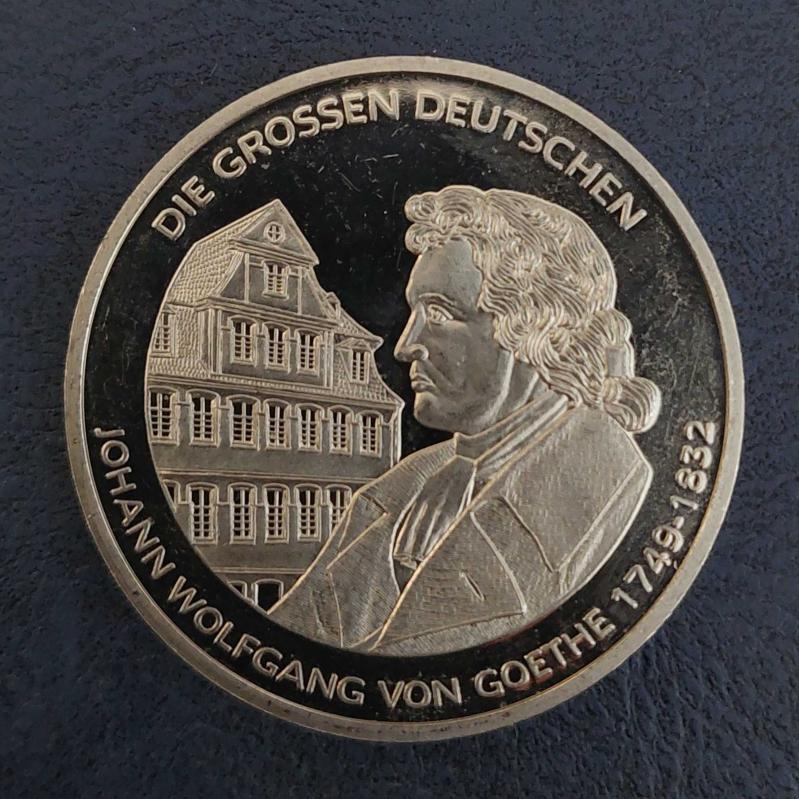 DIE GROSSEN DEUTSCHEN
JOHANN WOLFGANG VON GOETHE 1749-1832